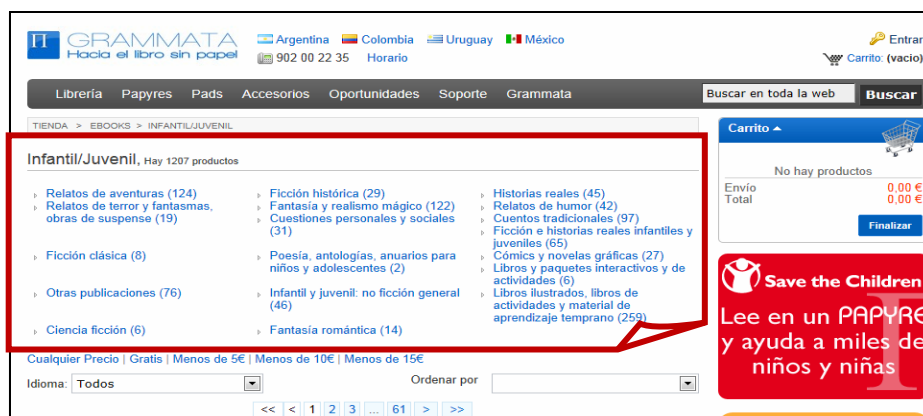 GRAMMATA
Hacia el libro sin papel
Argentina Colombia Uruguay México
902 00 22 35 Horario
Entrar
Carrito: (vacio)
Librería Papyres Pads Accesorios Oportunidades Soporte Grammata
Buscar en toda la web Buscar
TIENDA > EBOOKS > INFANTIL/JUVENIL
Infantil/Juvenil, Hay 1207 productos
Relatos de aventuras (124)
Relatos de terror y fantasmas,
obras de suspense (19)
Ficción clásica (8)
Otras publicaciones (76)
Ciencia ficción (6)
Ficción histórica (29)
Fantasía y realismo mágico (122)
Cuestiones personales y sociales
(31)
Poesía, antologías, anuarios para
niños y adolescentes (2)
Infantil y juvenil: no ficción general
(46)
Fantasía romántica (14)
Historias reales (45)
Relatos de humor (42)
Cuentos tradicionales (97)
Ficción e historias reales infantiles y
juveniles (65)
Cómics y novelas gráficas (27)
Libros y paquetes interactivos y de
actividades (6)
Libros ilustrados, libros de
actividades y material de
aprendizaje temprano (259)
Cualquier Precio | Gratis | Menos de 5€ | Menos de 10€ | Menos de 15€
Idioma: Todos Ordenar por
<< < 1 2 3 ... 61 > >>
Carrito
No hay productos
Envío 0,00 €
Total 0,00 €
Finalizar
Save the Children
Lee en un PAPYRE
y ayuda a miles de
niños y niñas